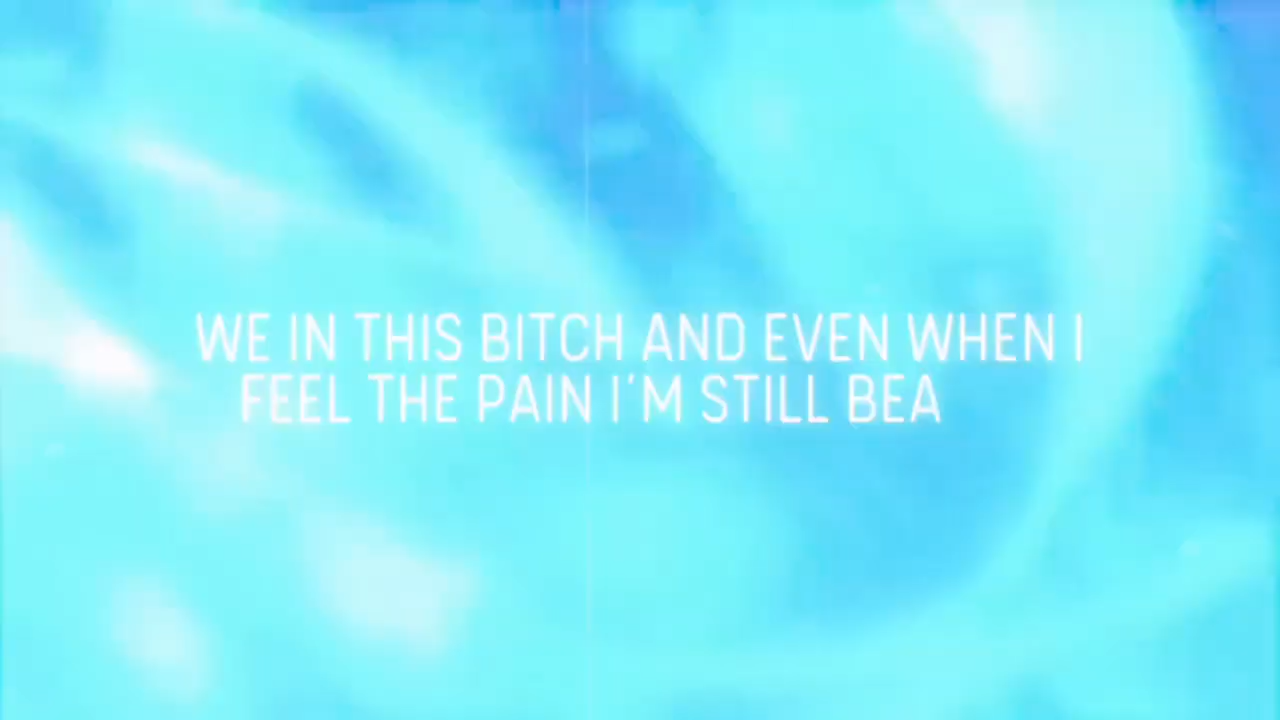 WE IN THIS BITCH AND EVEN WHEN I
FEEL THE PAIN I'M STILL BEA